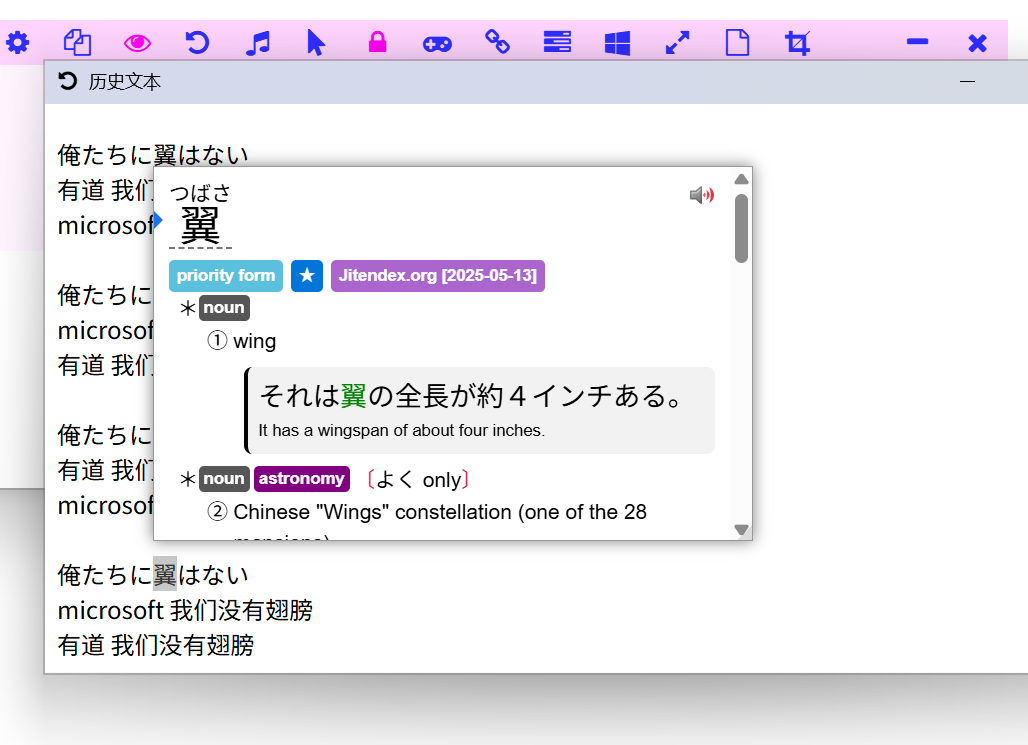 历史文本
俺たちに翼はない
有道 我们
microsof
つばさ
翼
priority form ★ Jitendex.org [2025-05-13]
＊noun
① wing
それは翼の全長が約４インチある。
It has a wingspan of about four inches.
＊noun astronomy 〔よく only〕
② Chinese "Wings" constellation (one of the 28
mansions)
俺たちに
microsof
有道 我们
俺たちに
有道 我们
microsof
俺たちに翼はない
microsoft 我们没有翅膀
有道 我们没有翅膀